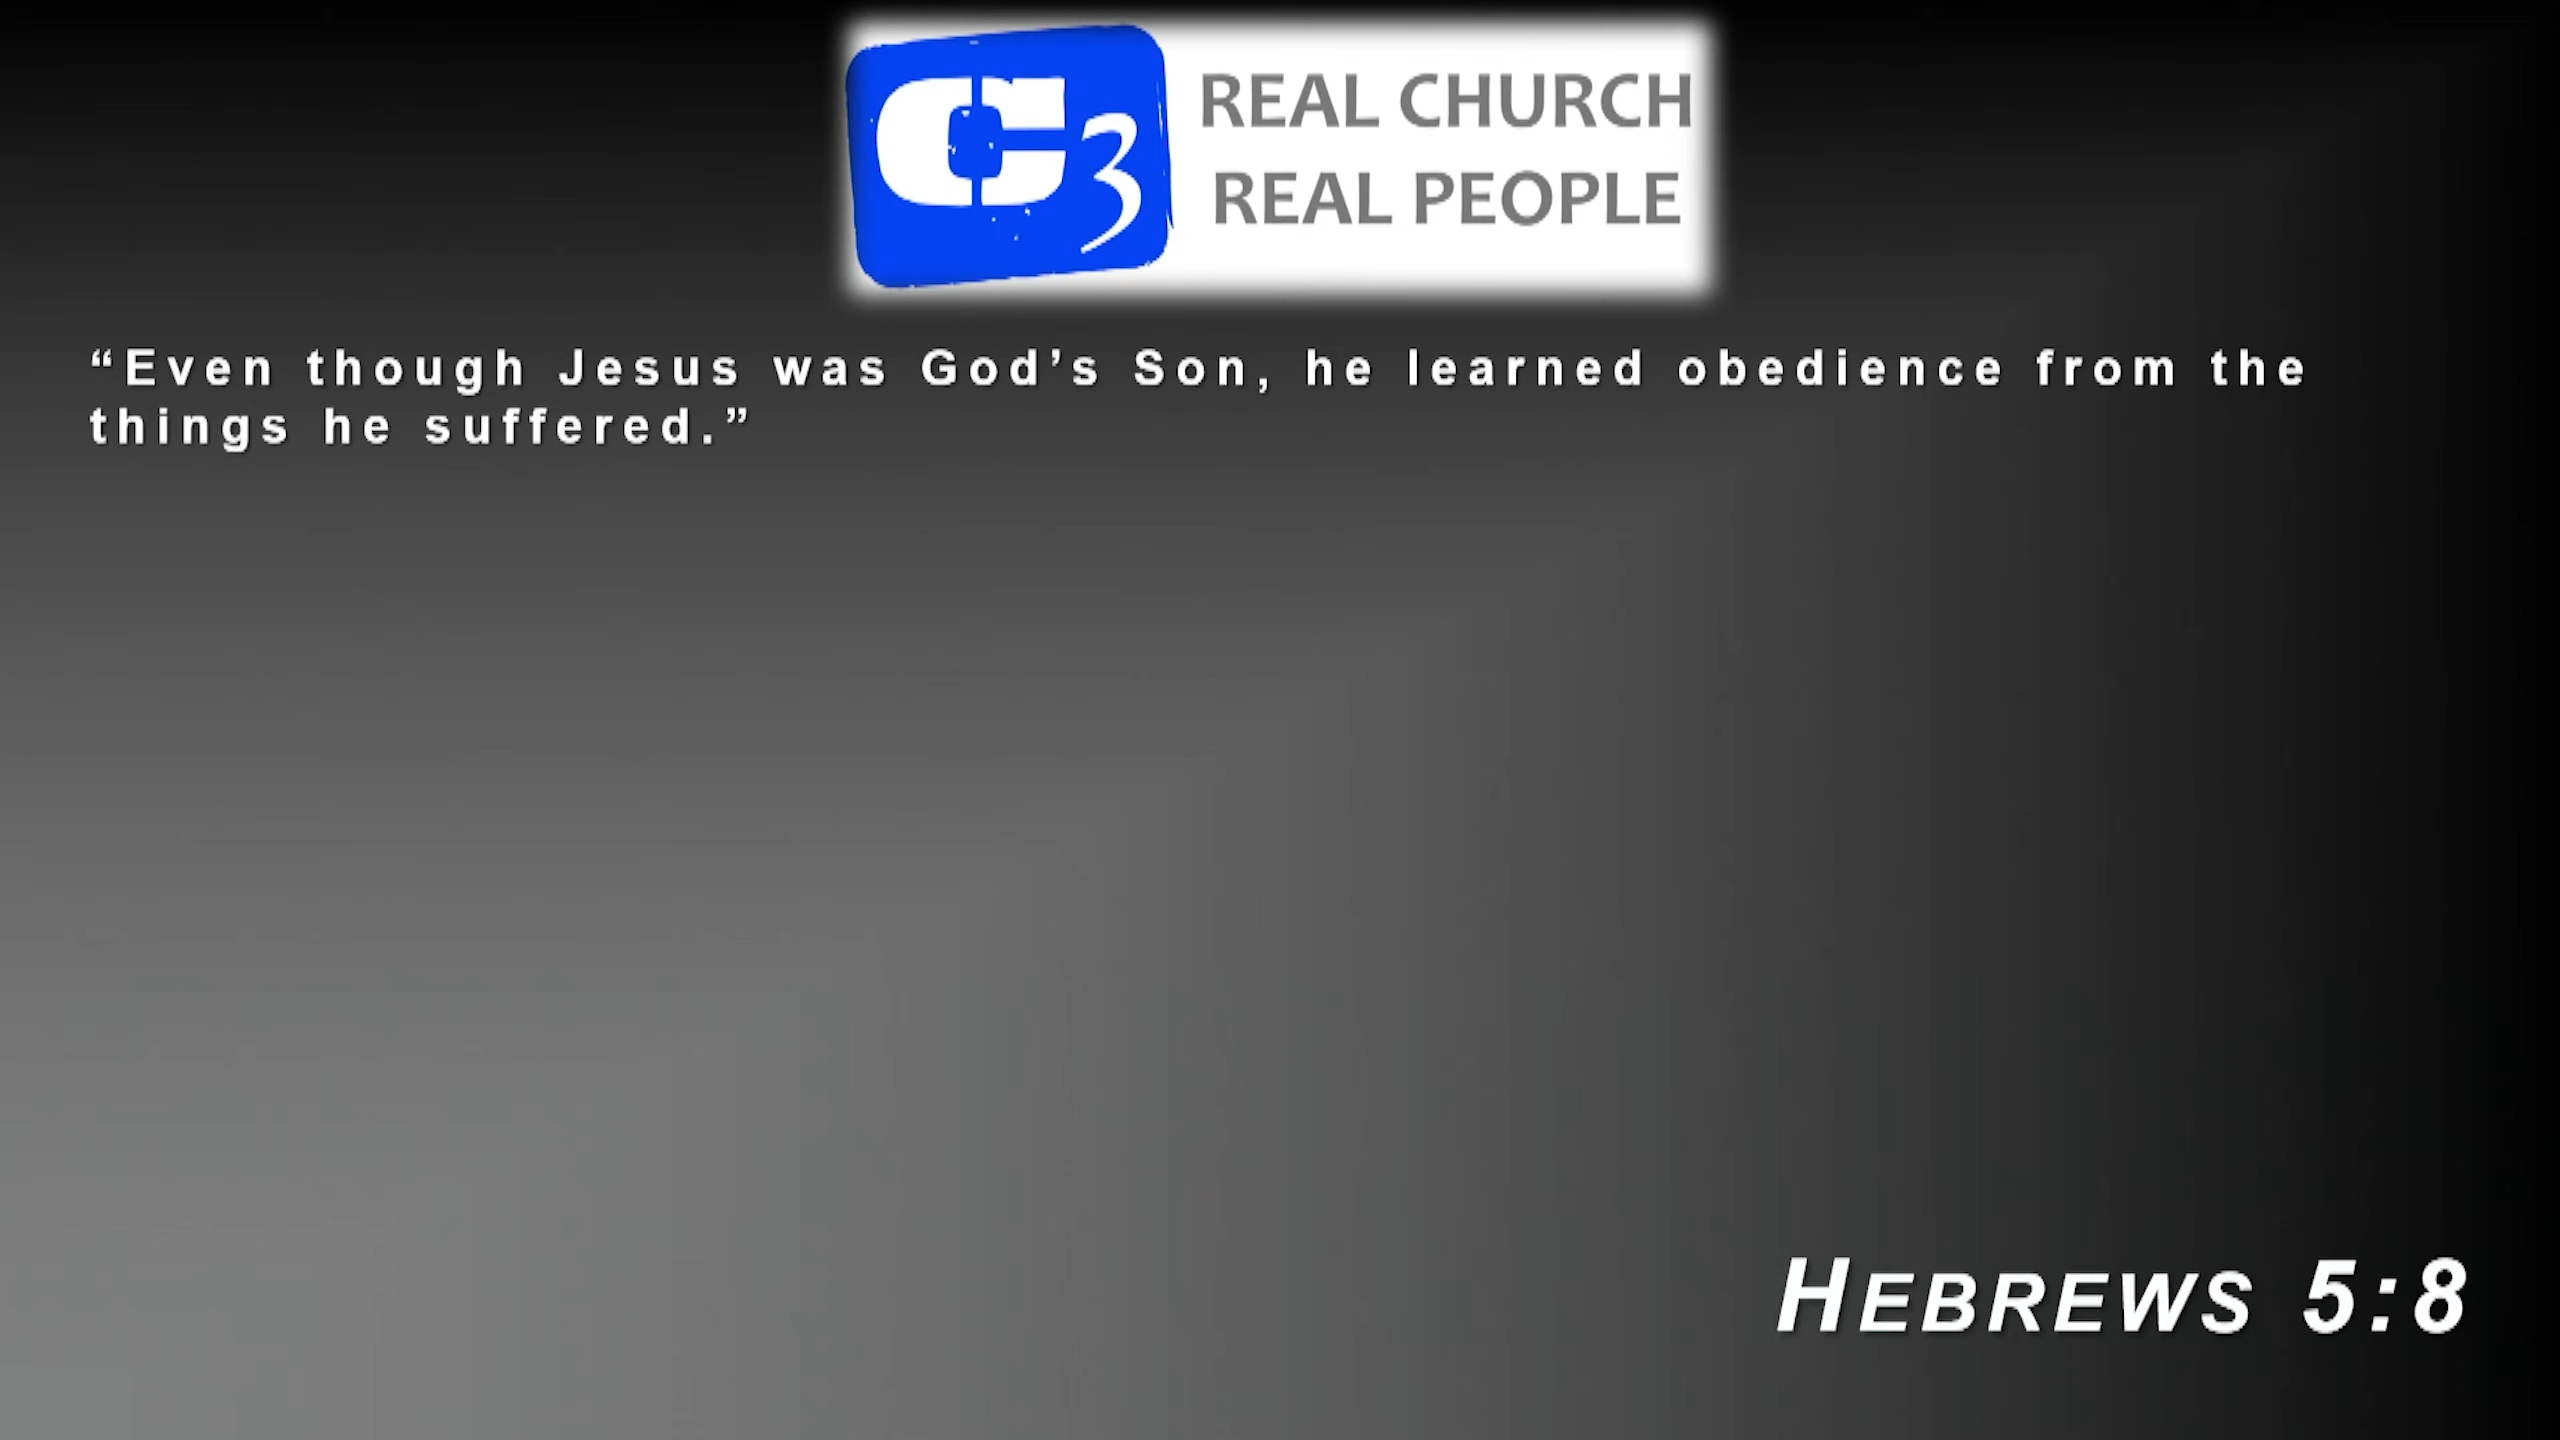 C3
REAL CHURCH
REAL PEOPLE
“Even though Jesus was God’s Son, he learned obedience from the
things he suffered.”
HEBREWS 5:8